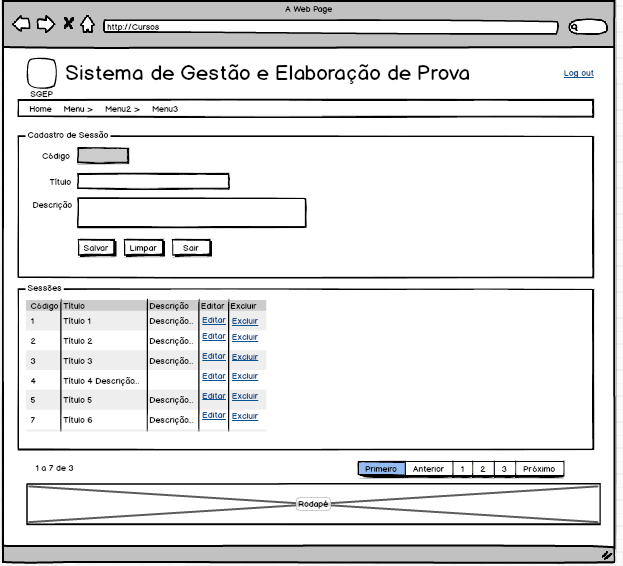 A Web Page
http://Cursos
Sistema de Gestão e Elaboração de Prova
Log out
SGEP
Home Menu > Menu2 > Menu3
Cadastro de Sessão
Código
Título
Descrição
Salvar Limpar Sair
Sessões
Código Título Descrição Editar Excluir
1 Título 1 Descrição.. Editar Excluir
2 Título 2 Descrição.. Editar Excluir
3 Título 3 Descrição.. Editar Excluir
4 Título 4 Descrição.. Editar Excluir
5 Título 5 Descrição.. Editar Excluir
7 Título 6 Descrição.. Editar Excluir
1 a 7 de 3
Primeiro Anterior 1 2 3 Próximo
Rodapé